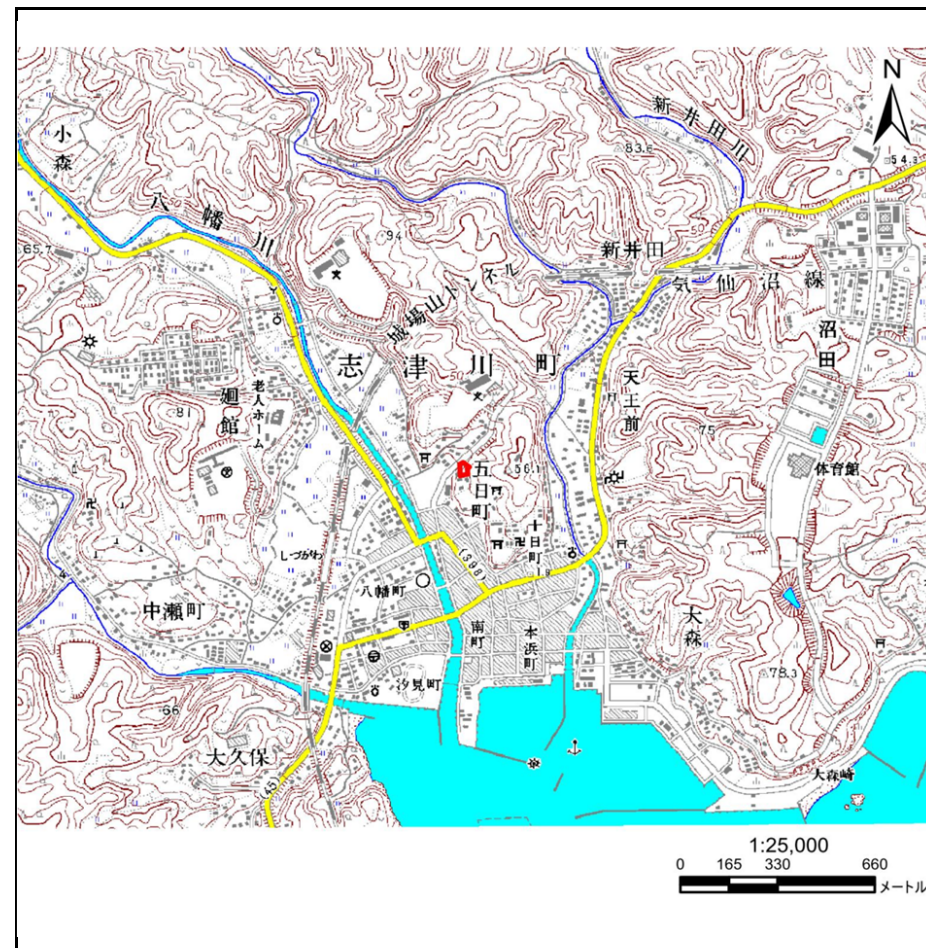 N
小森
八幡川
新井田川
83.6
54.3
50
65.7
94
新井田
気仙沼線
城場山トンネル
沼田
志津川町
50
天王前
老人ホーム
廻館
81
75
56.1
五日町
体育館
十日町
しづがわ
(398)
八幡町
中瀬町
南町
本浜町
大森
汐見町
78.3
66
大久保
(45)
大森崎
1:25,000
0 165 330 660
メートル